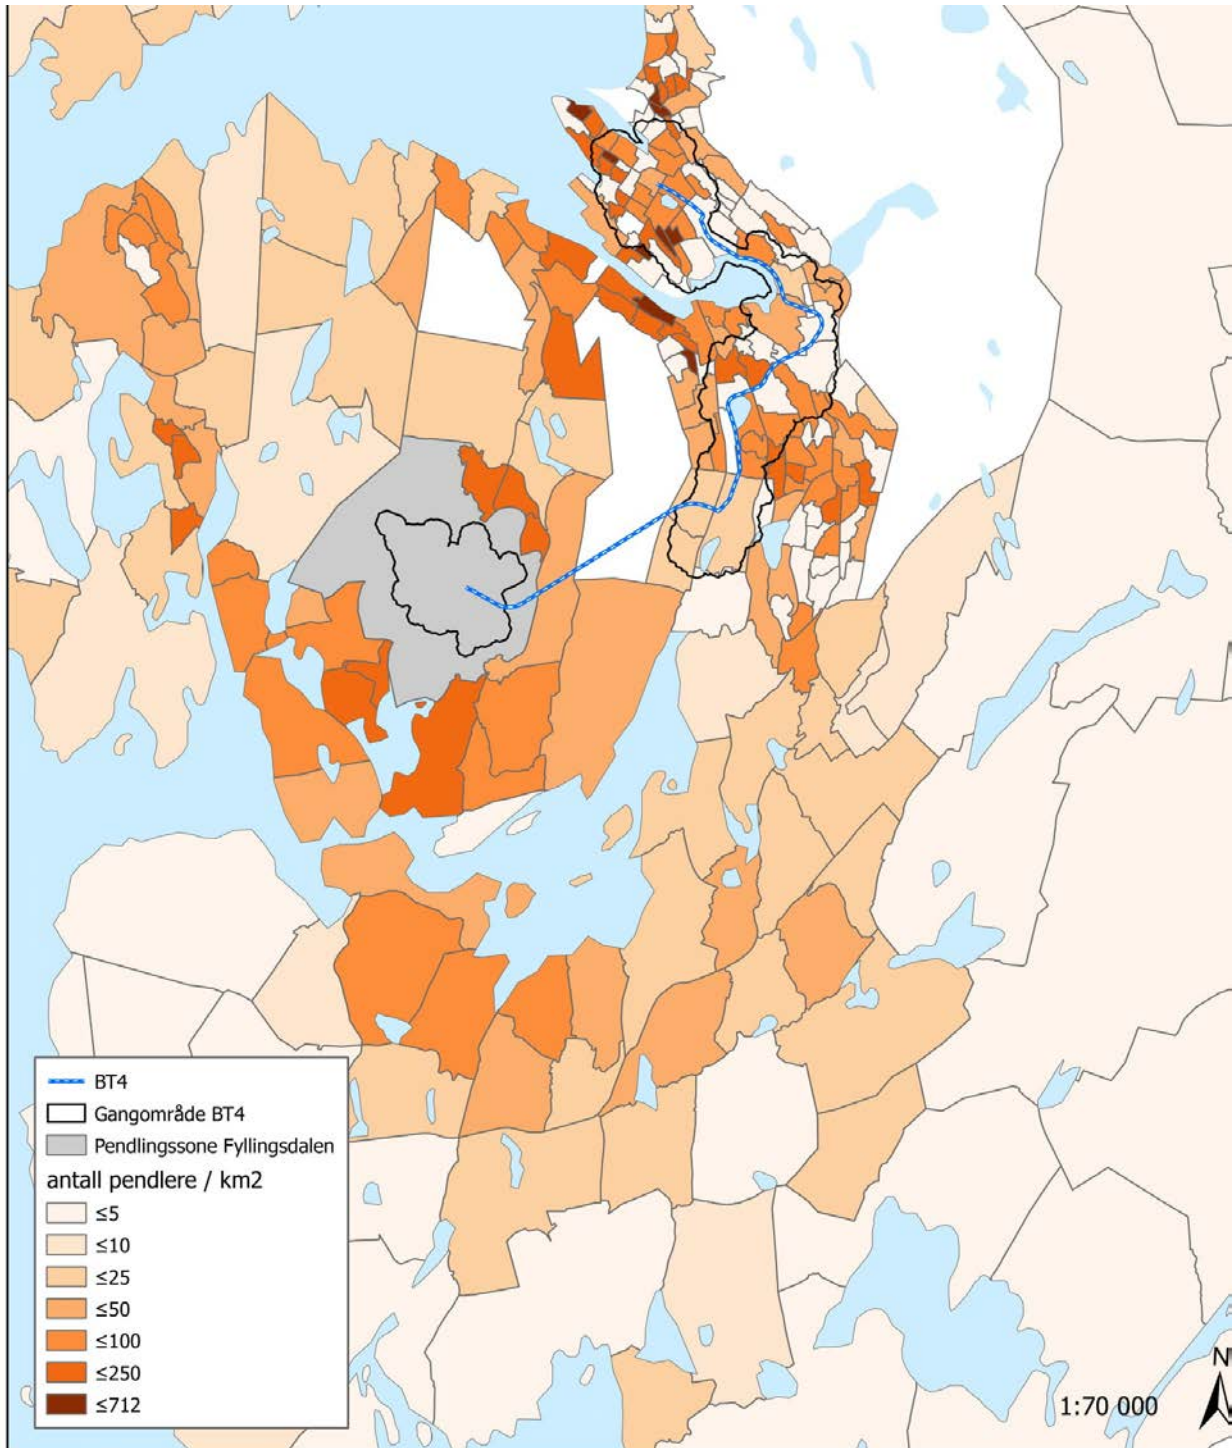 BT4
Gangområde BT4
Pendlingssone Fyllingsdalen
antall pendlere / km2
≤5
≤10
≤25
≤50
≤100
≤250
≤712
N
1:70 000